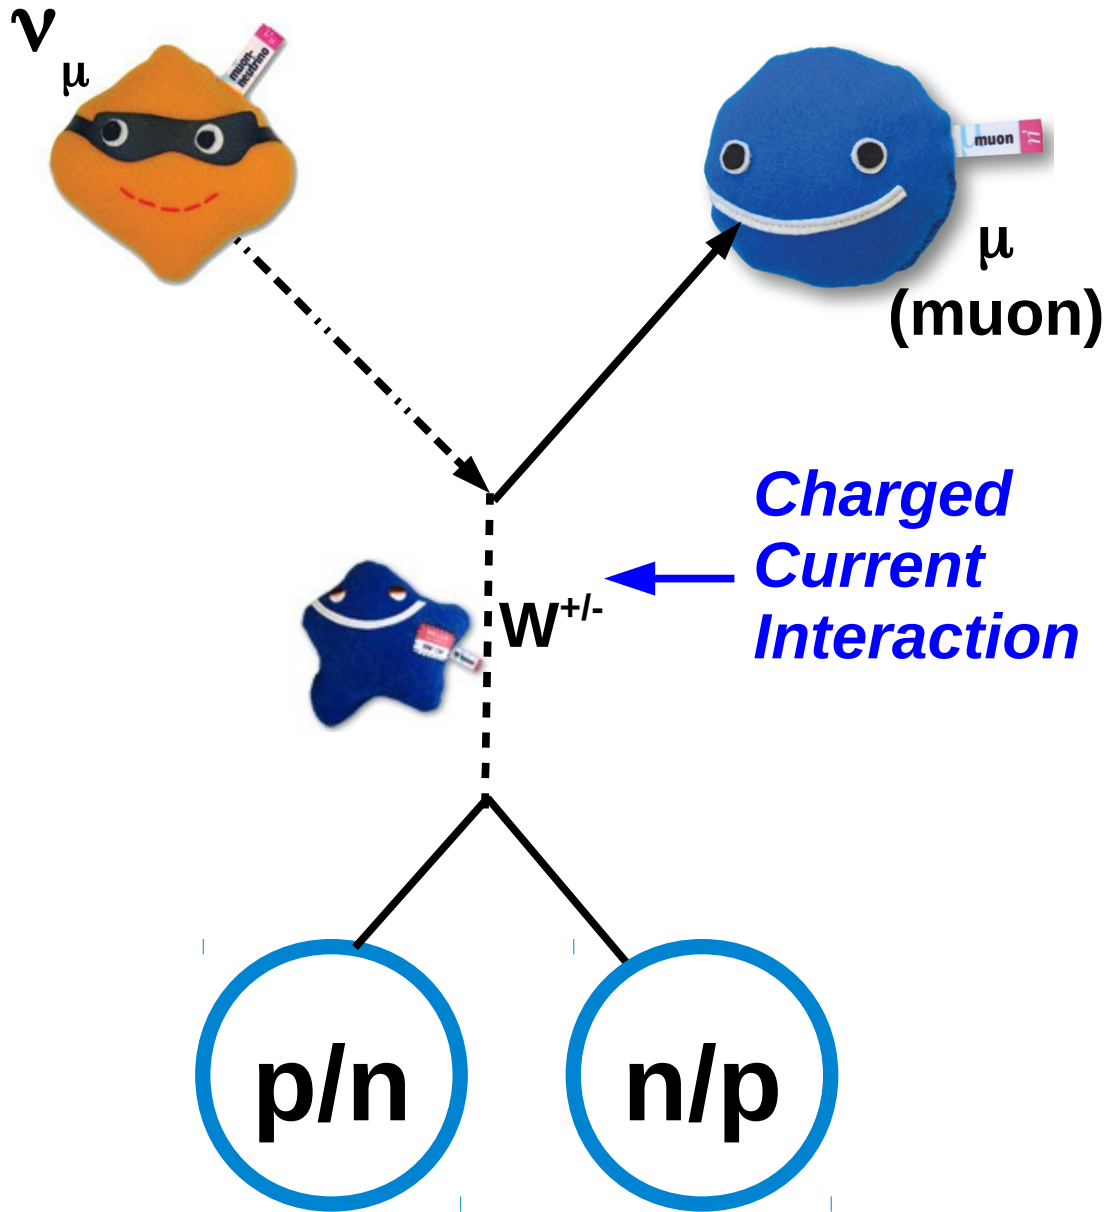 ν
μ
muon-
neutrino
muon
μ
(muon)
Charged
Current
Interaction
W+/-
p/n
n/p